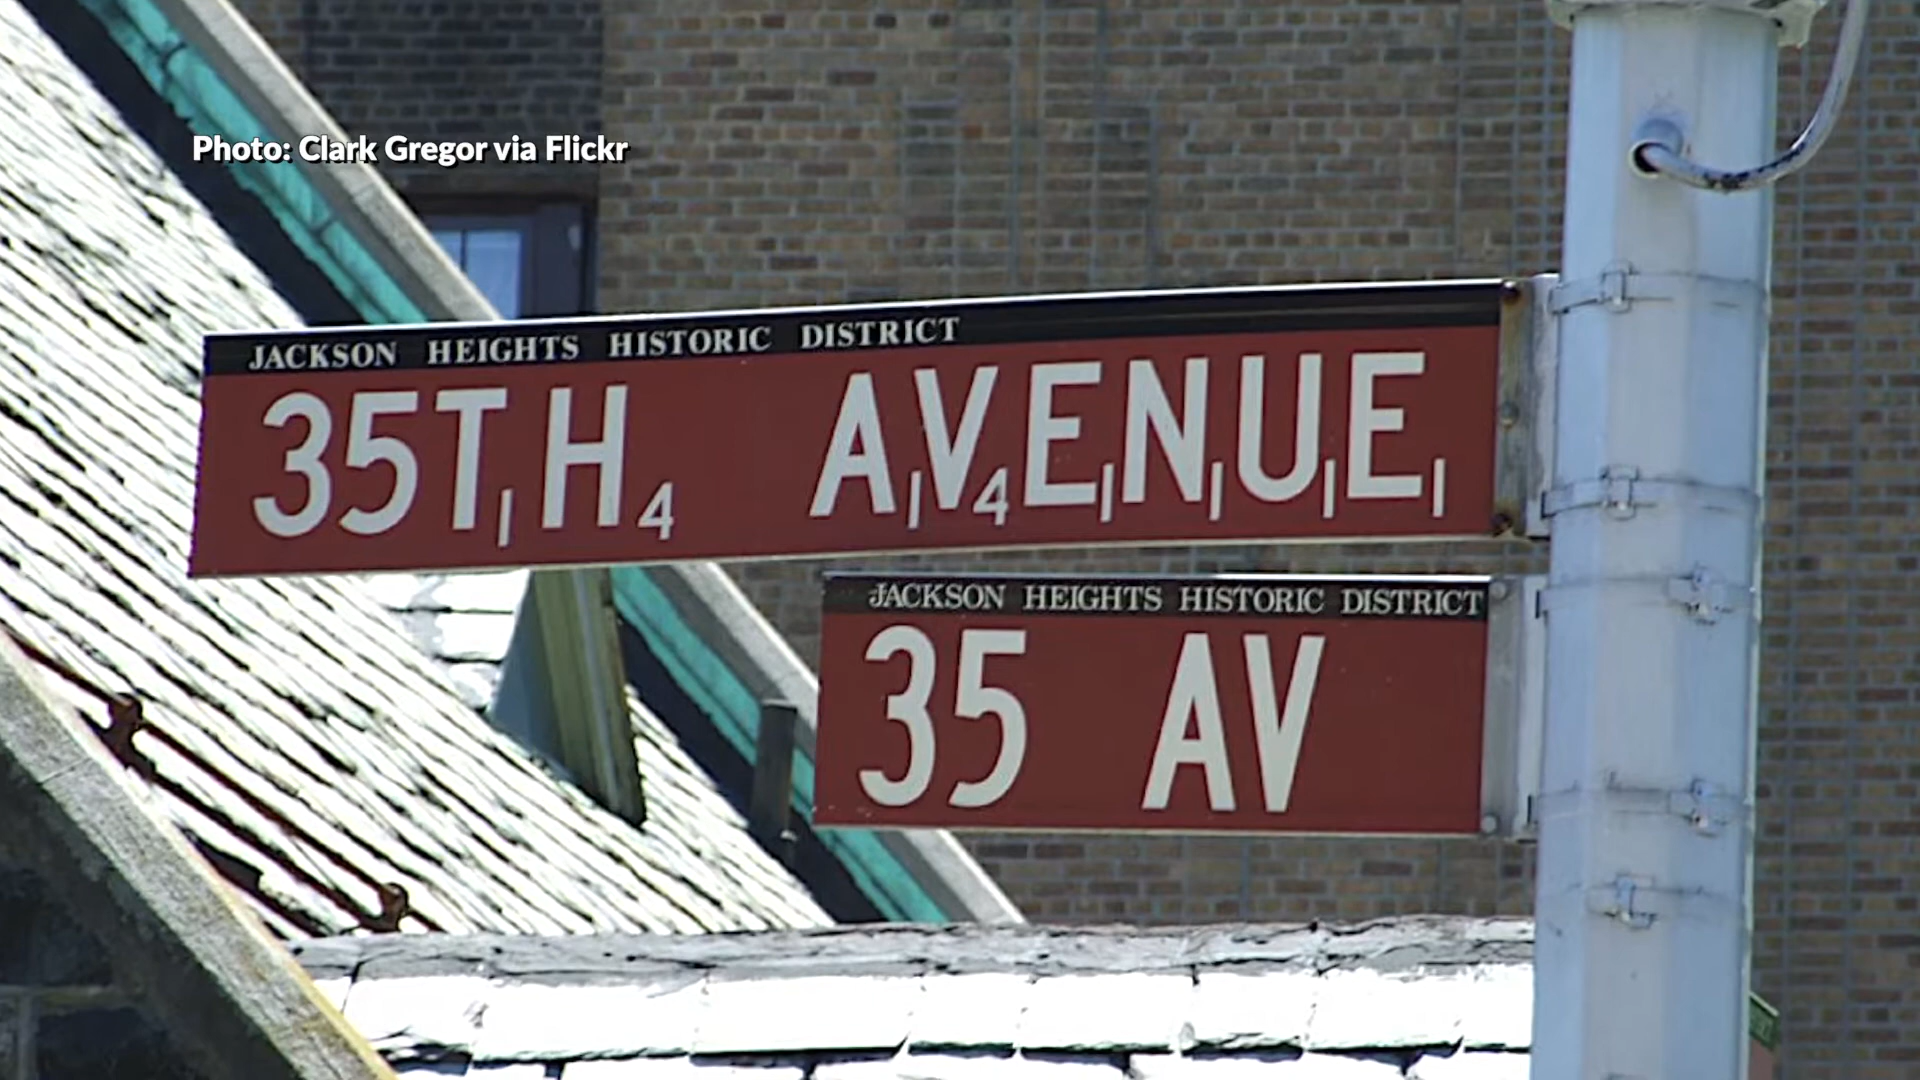 Photo: Clark Gregor via Flickr
JACKSON HEIGHTS HISTORIC DISTRICT
35T₁H₄ A₁V₄E₁N₁U₁E₁
JACKSON HEIGHTS HISTORIC DISTRICT
35 AV